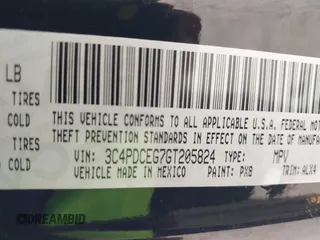 LB
TIRES
COLD
THIS VEHICLE CONFORMS TO ALL APPLICABLE U.S.A. FEDERAL MOTOR
TIRES
THEFT PREVENTION STANDARDS IN EFFECT ON THE DATE OF MANUFA
COLD
VIN: 3C4PDCEG7GT205824 TYPE: MPV
VEHICLE MADE IN MEXICO PAINT: PX8 TRIM: ALX4
DREAMBID